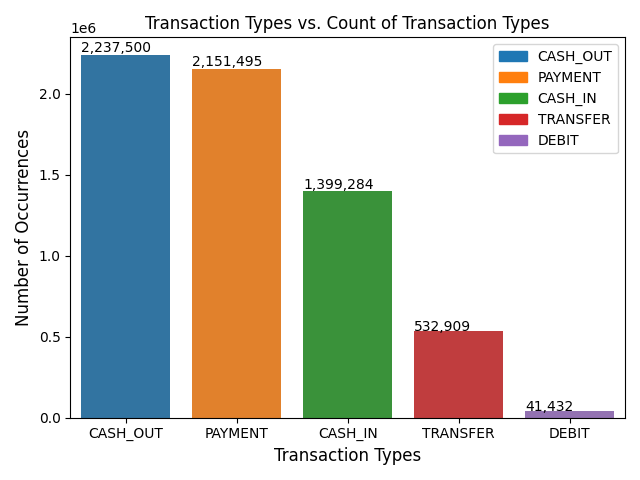 Transaction Types vs. Count of Transaction Types
1e6
2,237,500
2,151,495
1,399,284
532,909
41,432
CASH_OUT
PAYMENT
CASH_IN
TRANSFER
DEBIT
2.0
1.5
1.0
0.5
0.0
Number of Occurrences
CASH_OUT
PAYMENT
CASH_IN
TRANSFER
DEBIT
Transaction Types